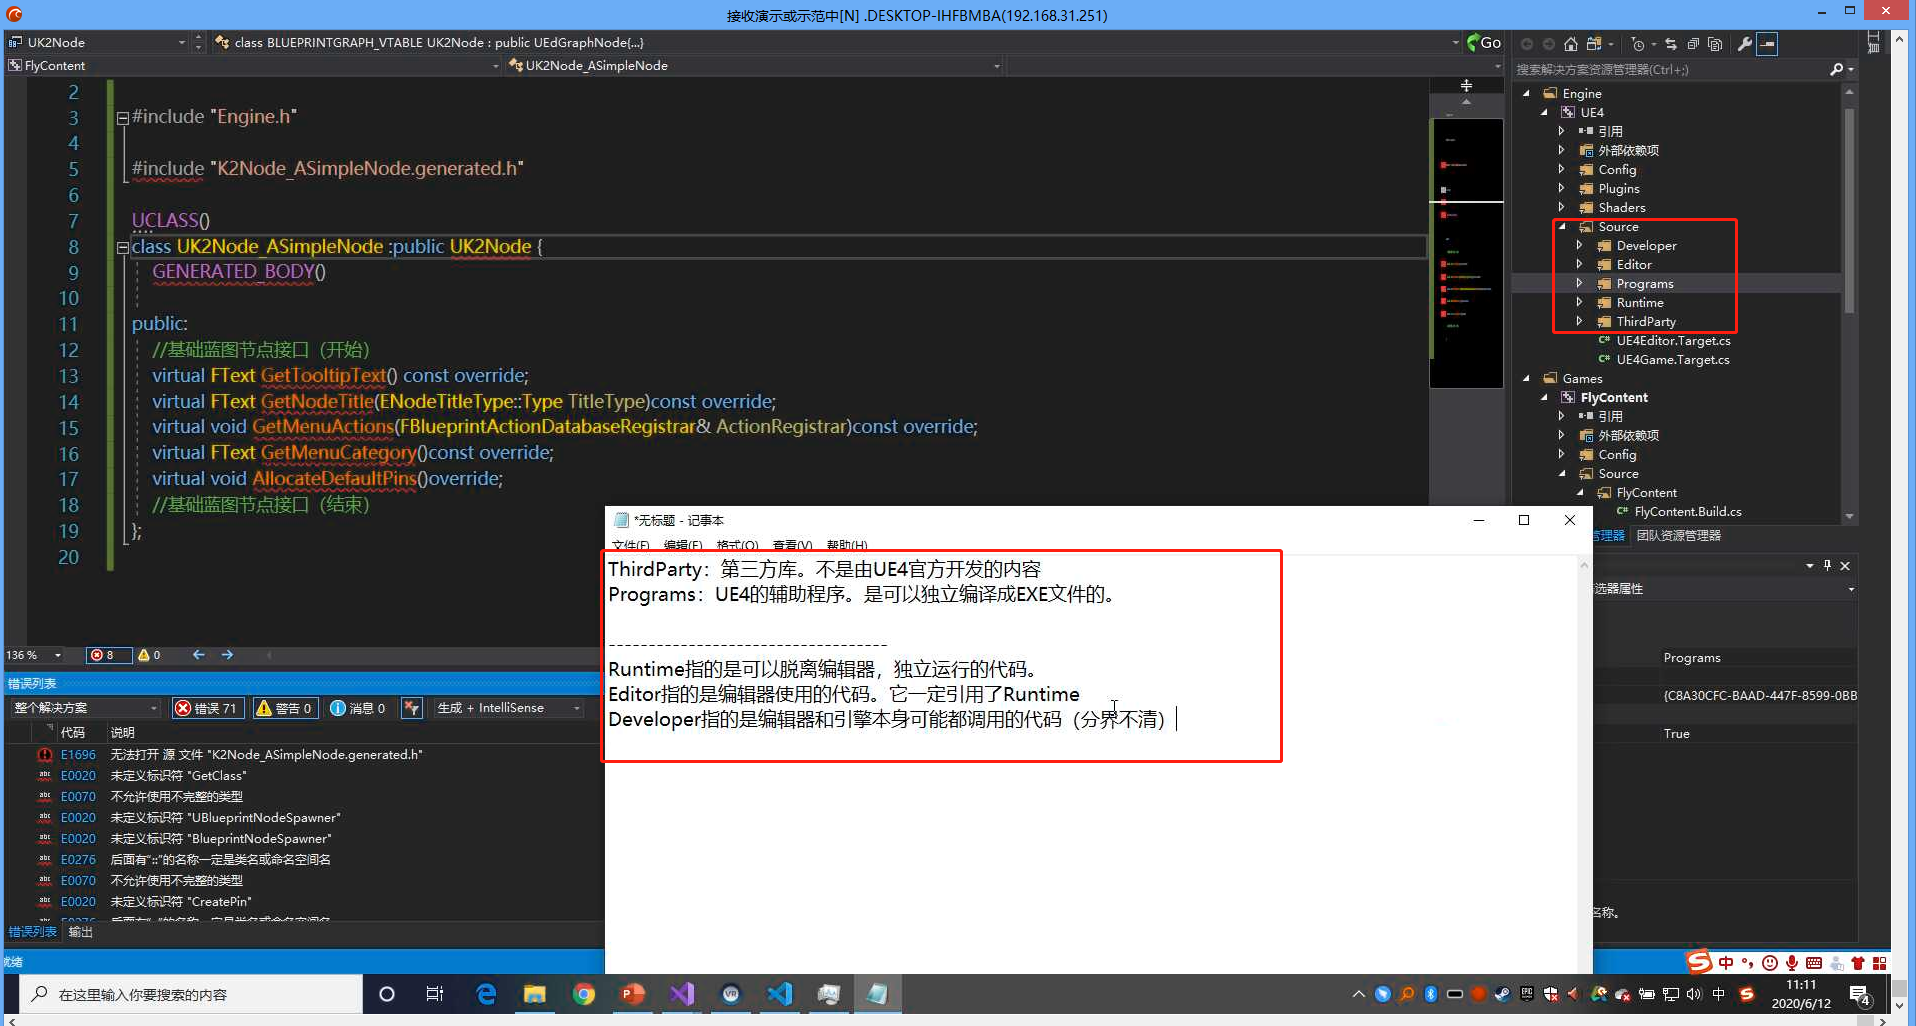 接收演示或示范中[N] .DESKTOP-IHFBMBA(192.168.31.251)
UK2Node
class BLUEPRINTGRAPH_VTABLE UK2Node : public UEdGraphNode{...}
Go
FlyContent
UK2Node_ASimpleNode
2
3 #include "Engine.h"
4
5 #include "K2Node_ASimpleNode.generated.h"
6
7 UCLASS()
8 class UK2Node_ASimpleNode :public UK2Node {
9 GENERATED_BODY()
10
11 public:
12 //基础蓝图节点接口（开始）
13 virtual FText GetTooltipText() const override;
14 virtual FText GetNodeTitle(ENodeTitleType::Type TitleType)const override;
15 virtual void GetMenuActions(FBlueprintActionDatabaseRegistrar& ActionRegistrar)const override;
16 virtual FText GetMenuCategory()const override;
17 virtual void AllocateDefaultPins()override;
18 //基础蓝图节点接口（结束）
19 };
20
136 %
8
0
搜索解决方案资源管理器(Ctrl+;)
Engine
UE4
引用
外部依赖项
Config
Plugins
Shaders
Source
Developer
Editor
Programs
Runtime
ThirdParty
UE4Editor.Target.cs
UE4Game.Target.cs
Games
FlyContent
引用
外部依赖项
Config
Source
FlyContent
FlyContent.Build.cs
管理器 团队资源管理器
选器属性
Programs
{C8A30CFC-BAAD-447F-8599-0BB
True
名称。
*无标题 - 记事本
文件(F) 编辑(E) 格式(O) 查看(V) 帮助(H)
ThirdParty：第三方库。不是由UE4官方开发的内容
Programs：UE4的辅助程序。是可以独立编译成EXE文件的。
-----------------------------------
Runtime指的是可以脱离编辑器，独立运行的代码。
Editor指的是编辑器使用的代码。它一定引用了Runtime
Developer指的是编辑器和引擎本身可能都调用的代码（分界不清）
错误列表
整个解决方案
错误 71
警告 0
消息 0
生成 + IntelliSense
代码 说明
E1696 无法打开 源 文件 "K2Node_ASimpleNode.generated.h"
E0020 未定义标识符 "GetClass"
E0070 不允许使用不完整的类型
E0020 未定义标识符 "UBlueprintNodeSpawner"
E0020 未定义标识符 "BlueprintNodeSpawner"
E0276 后面有"::"的名称一定是类名或命名空间名
E0070 不允许使用不完整的类型
E0020 未定义标识符 "CreatePin"
错误列表 输出
就绪
中
在这里输入你要搜索的内容
中
11:11
2020/6/12
4